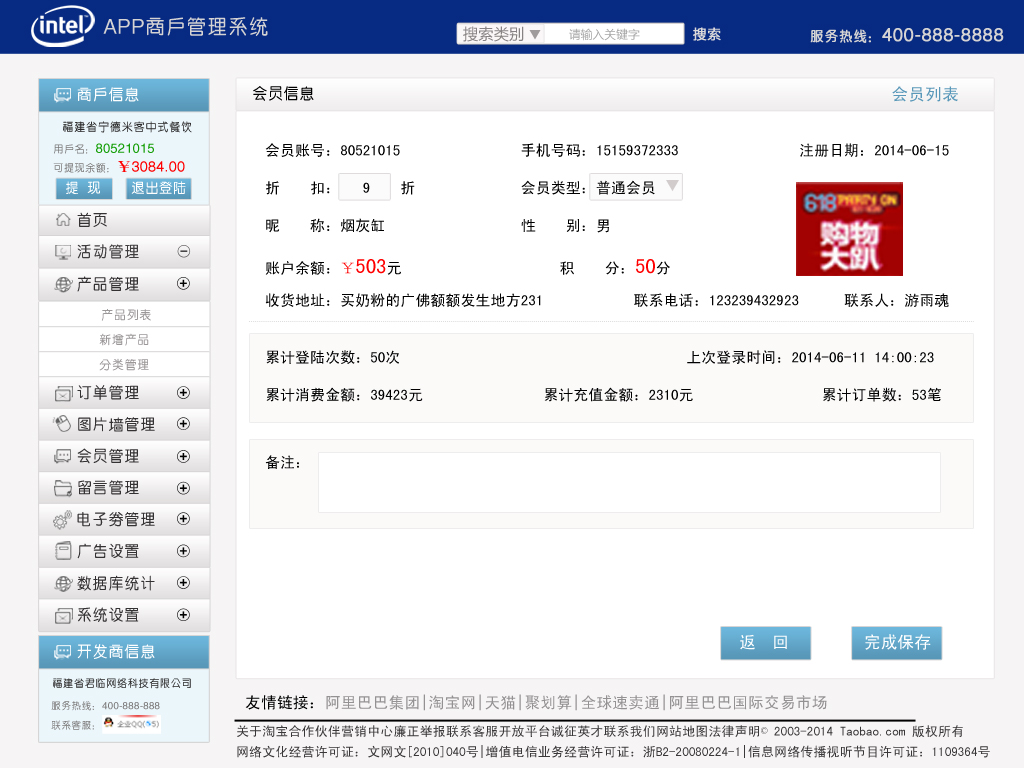 intel APP商戶管理系统
搜索类别 请输入关键字 搜索 服务热线：400-888-8888
商戶信息
福建省宁德米客中式餐饮
用戶名：80521015
可提现余额：￥3084.00
提 现 退出登陆
首页
活动管理
产品管理
产品列表
新增产品
分类管理
订单管理
图片墙管理
会员管理
留言管理
电子劵管理
广告设置
数据库统计
系统设置
开发商信息
福建省君临网络科技有限公司
服务热线：400-888-888
联系客服：企业QQ(5)
会员信息 会员列表
会员账号：80521015 手机号码：15159372333 注册日期：2014-06-15
折 扣：9 折 会员类型：普通会员
昵 称：烟灰缸 性 别：男
618 PARTY ON
购物
大趴
账户余额：￥503元 积 分：50分
收货地址：买奶粉的广佛额额发生地方231 联系电话：123239432923 联系人：游雨魂
累计登陆次数：50次 上次登录时间：2014-06-11 14:00:23
累计消费金额：39423元 累计充值金额：2310元 累计订单数：53笔
备注：
返 回 完成保存
友情链接：阿里巴巴集团|淘宝网|天猫|聚划算|全球速卖通|阿里巴巴国际交易市场
关于淘宝合作伙伴营销中心廉正举报联系客服开放平台诚征英才联系我们网站地图法律声明© 2003-2014 Taobao.com 版权所有
网络文化经营许可证：文网文[2010]040号|增值电信业务经营许可证：浙B2-20080224-1|信息网络传播视听节目许可证：1109364号